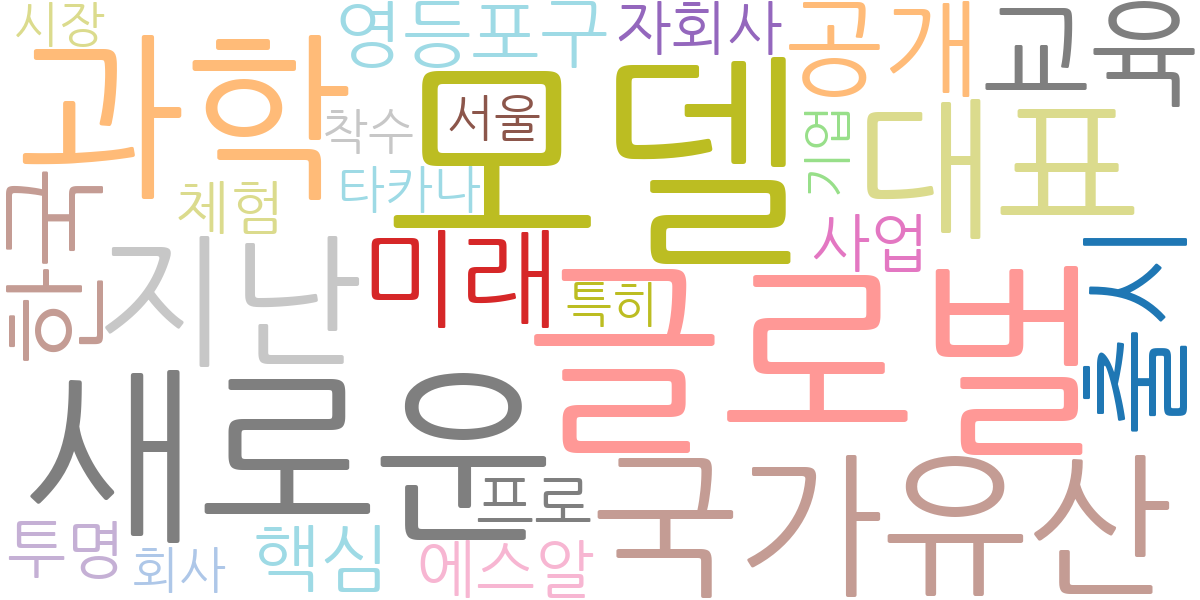 시장
영등포구
자회사
공개
교육
과학
모델
서울
착수
기업
대표
한국
체험
타카나
미래
사업
지난
특히
글로벌
출시
새로운
프로
국가유산
투명
회사
핵심
에스알